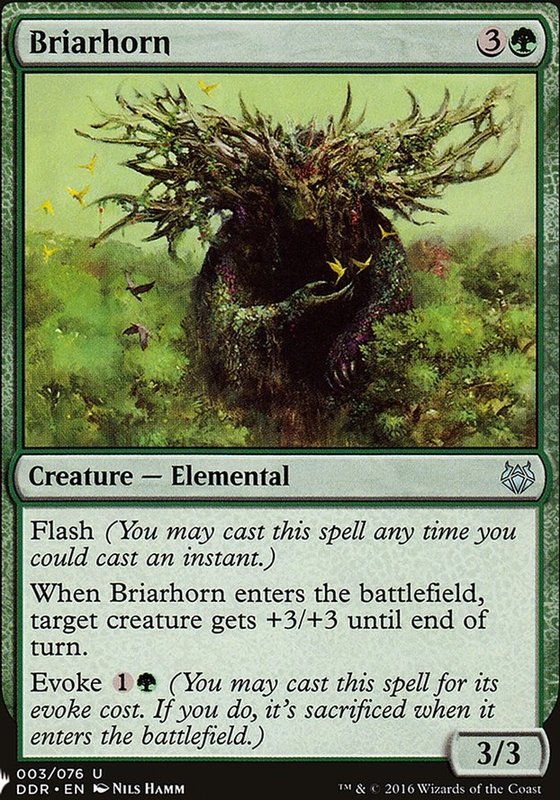 Briarhorn 3
Creature — Elemental
Flash (You may cast this spell any time you
could cast an instant.)
When Briarhorn enters the battlefield,
target creature gets +3/+3 until end of
turn.
Evoke 1 (You may cast this spell for its
evoke cost. If you do, it's sacrificed when it
enters the battlefield.)
3/3
003/076 U
DDR • EN Nils Hamm
™ & © 2016 Wizards of the Coast